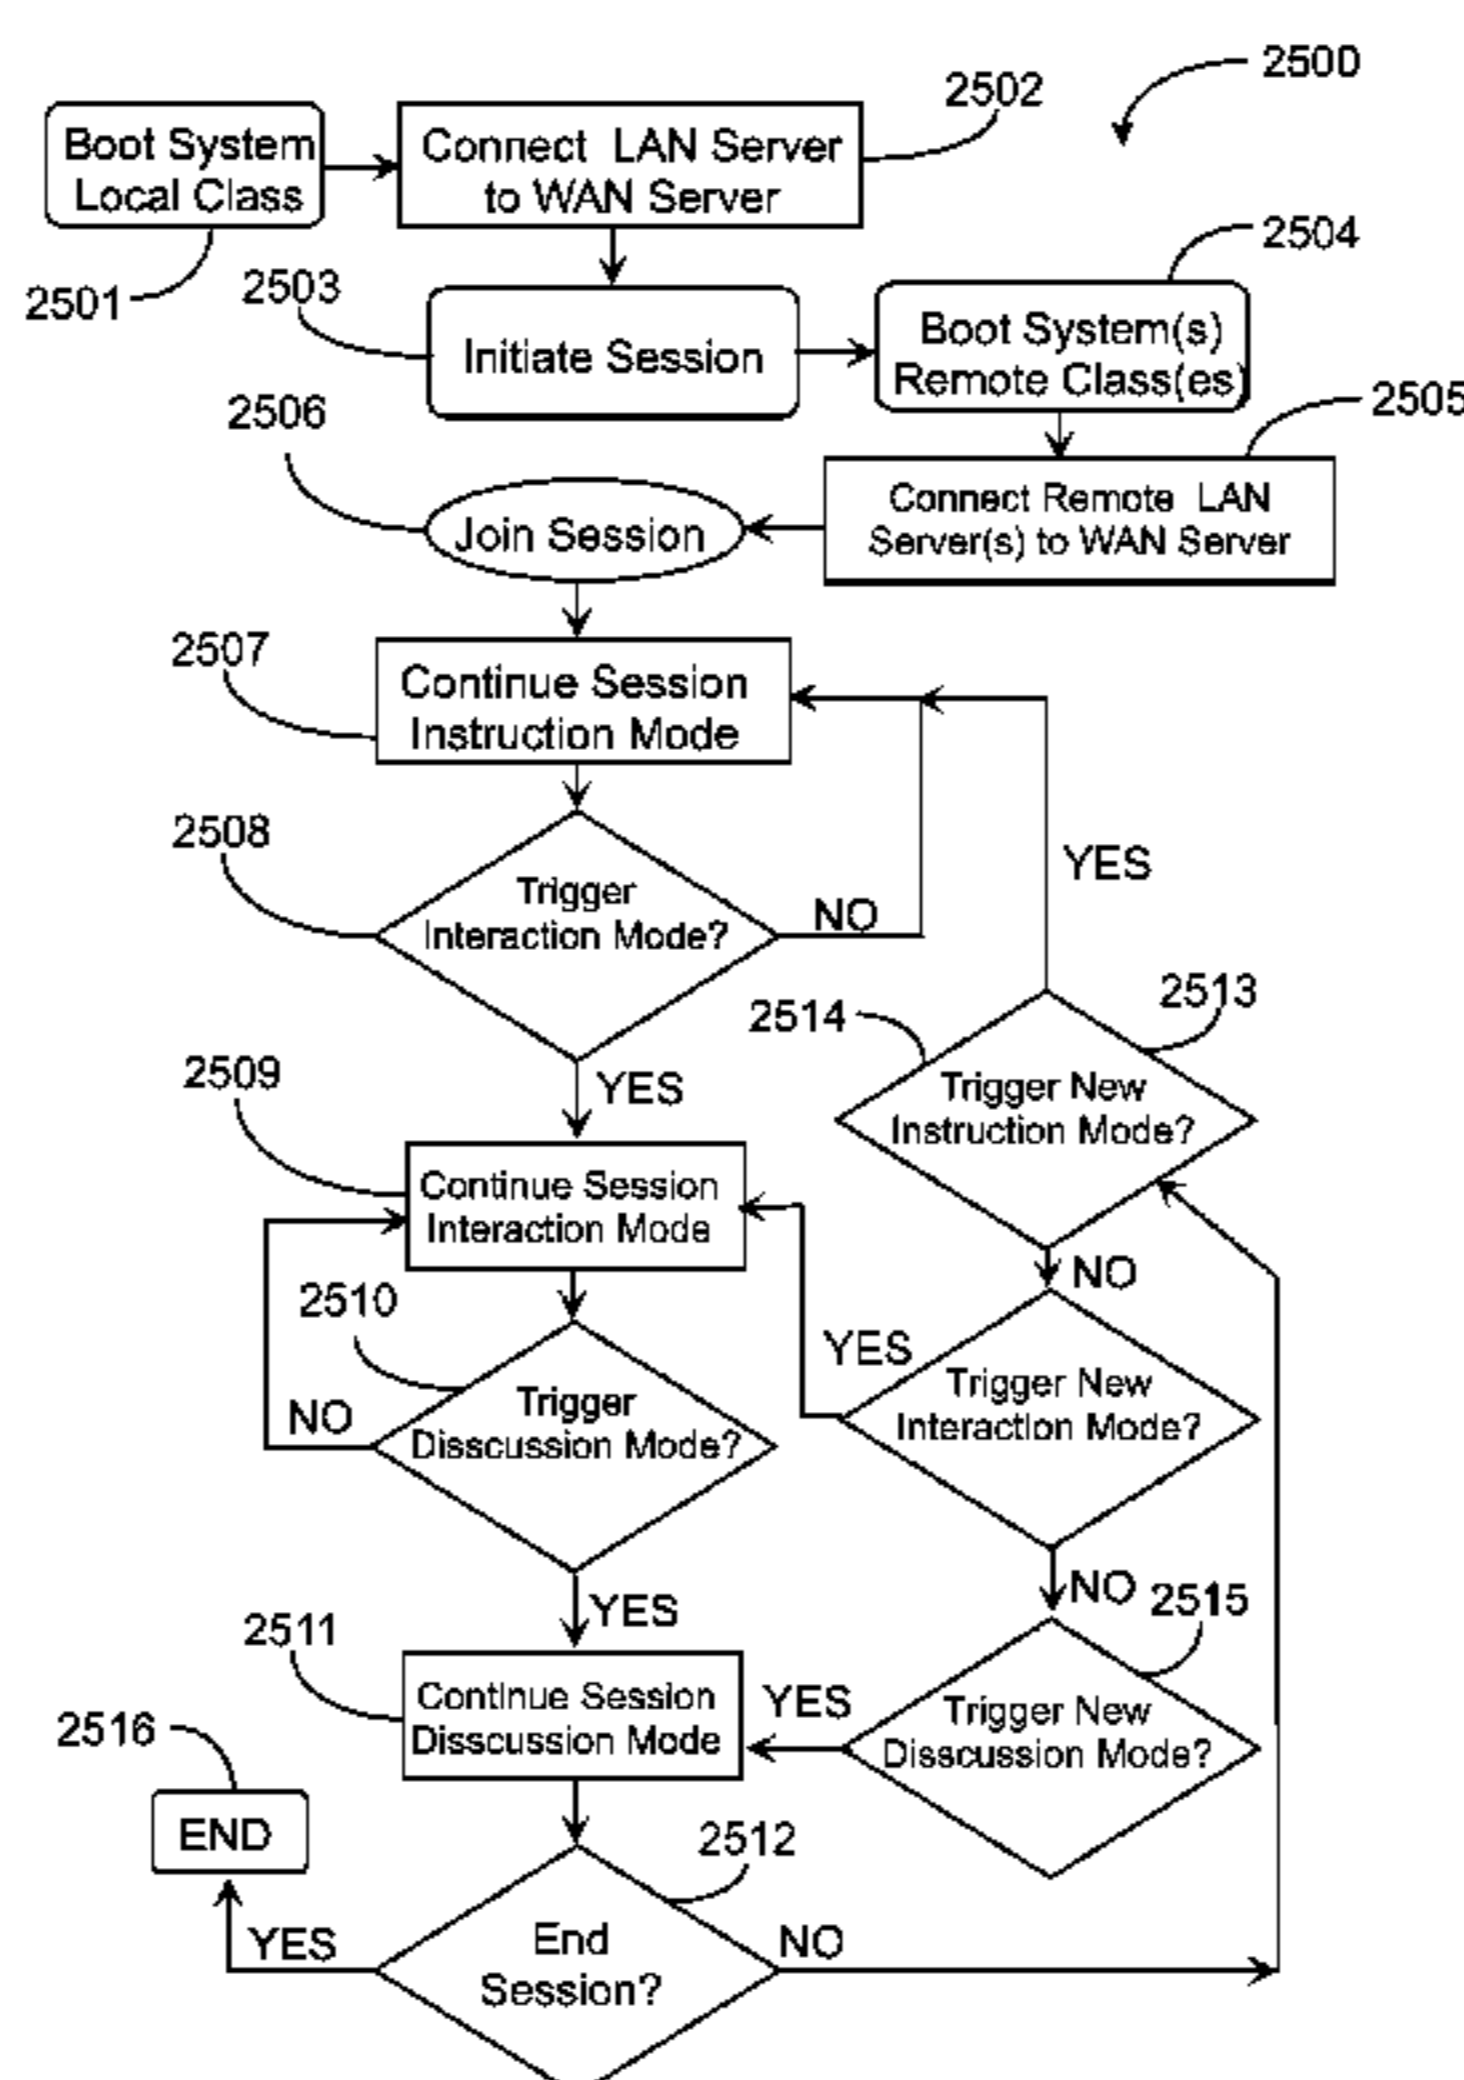 2500
2502
Boot System
Local Class
Connect LAN Server
to WAN Server
2501
2503
2504
Initiate Session
Boot System(s)
Remote Class(es)
2505
2506
Join Session
Connect Remote LAN
Server(s) to WAN Server
2507
Continue Session
Instruction Mode
2508
Trigger
Interaction Mode?
NO
YES
YES
2514
2513
Trigger New
Instruction Mode?
NO
2509
Continue Session
Interaction Mode
2510
Trigger
Disscussion Mode?
NO
YES
YES
Trigger New
Interaction Mode?
NO
2515
2511
Continue Session
Disscussion Mode
YES
Trigger New
Disscussion Mode?
2516
END
2512
End
Session?
YES
NO